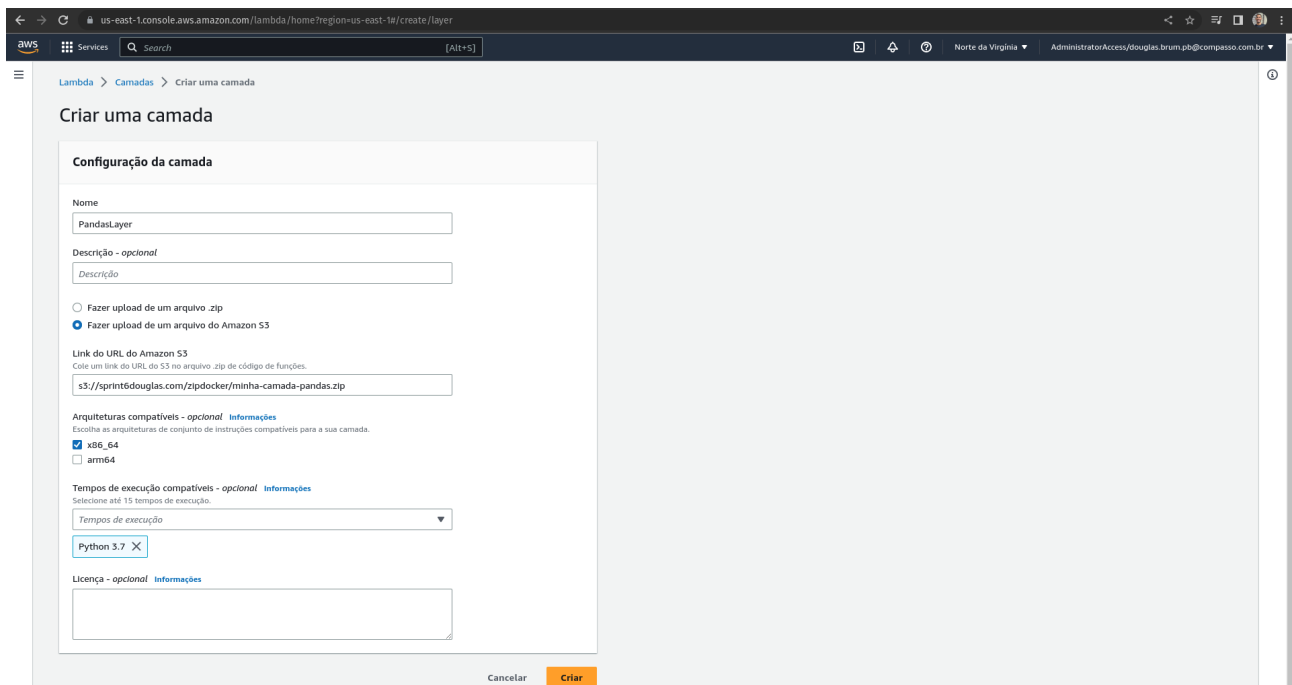 us-east-1.console.aws.amazon.com/lambda/home?region=us-east-1#/create/layer
aws Services Search [Alt+S] Norte da Virgínia AdministratorAccess/douglas.brum.pb@compasso.com.br
Lambda > Camadas > Criar uma camada
Criar uma camada
Configuração da camada
Nome
PandasLayer
Descrição - opcional
Descrição
Fazer upload de um arquivo .zip
Fazer upload de um arquivo do Amazon S3
Link do URL do Amazon S3
Cole um link do URL do S3 no arquivo .zip de código de funções.
s3://sprint6douglas.com/zipdocker/minha-camada-pandas.zip
Arquiteturas compatíveis - opcional Informações
Escolha as arquiteturas de conjunto de instruções compatíveis para a sua camada.
x86_64
arm64
Tempos de execução compatíveis - opcional Informações
Selecione até 15 tempos de execução.
Tempos de execução
Python 3.7
Licença - opcional Informações
Cancelar Criar